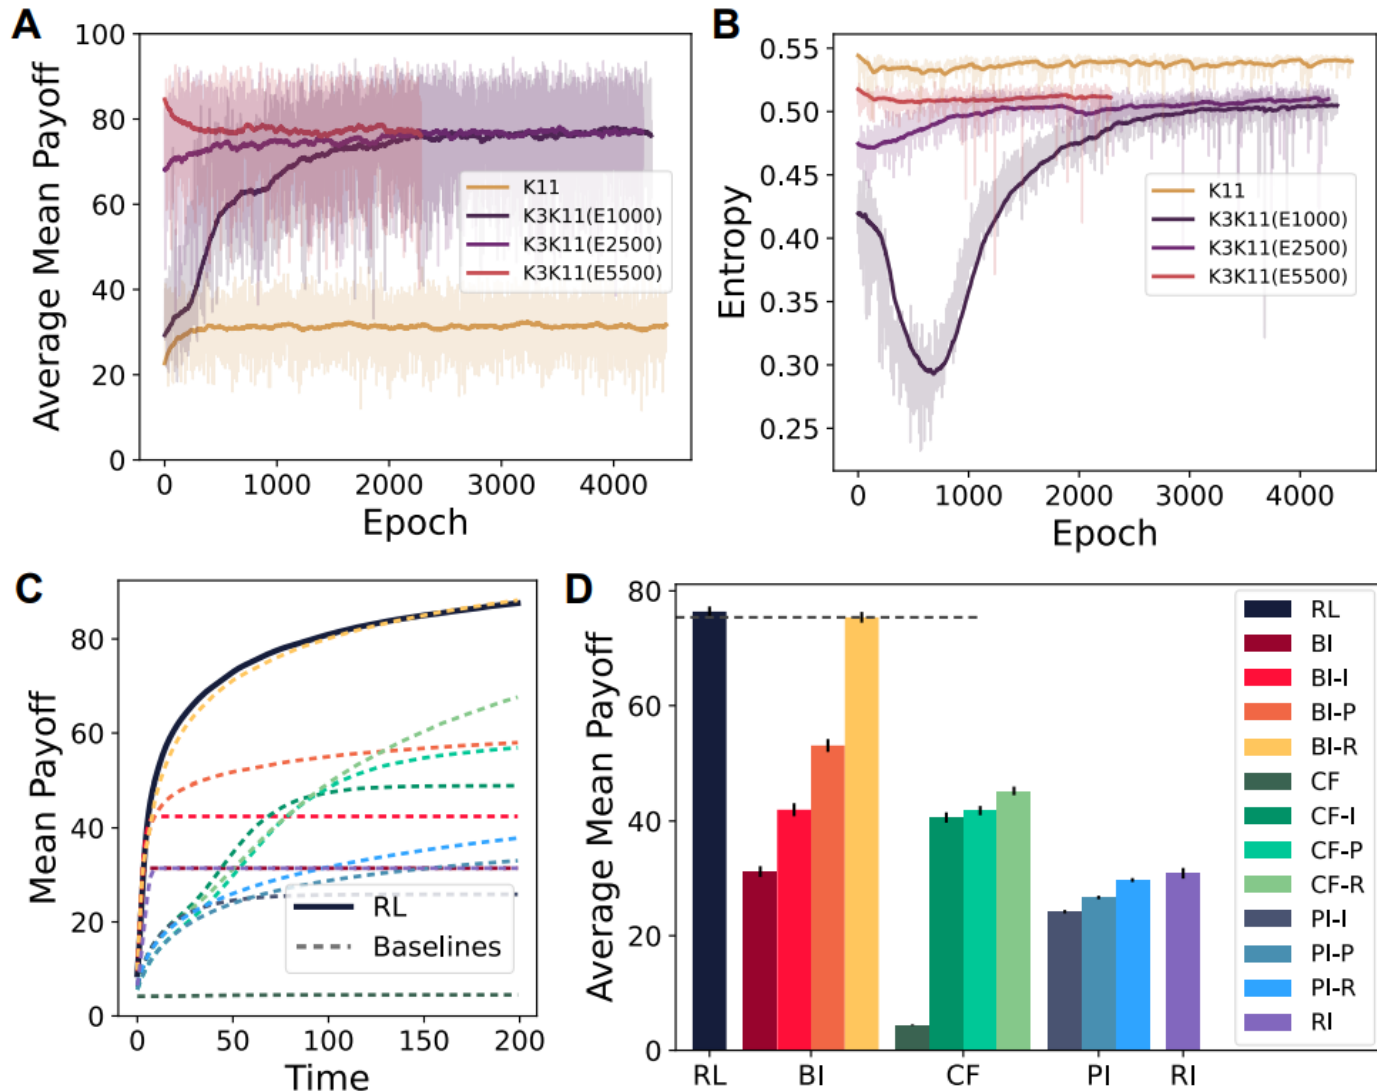 A
100
80
60
40
20
0
Average Mean Payoff
K11
K3K11(E1000)
K3K11(E2500)
K3K11(E5500)
0 1000 2000 3000 4000
Epoch
B
0.55
0.50
0.45
0.40
0.35
0.30
0.25
Entropy
K11
K3K11(E1000)
K3K11(E2500)
K3K11(E5500)
0 1000 2000 3000 4000
Epoch
C
80
60
40
20
0
Mean Payoff
RL
Baselines
0 50 100 150 200
Time
D
80
60
40
20
0
Average Mean Payoff
RL BI CF PI RI
RL
BI
BI-I
BI-P
BI-R
CF
CF-I
CF-P
CF-R
PI-I
PI-P
PI-R
RI